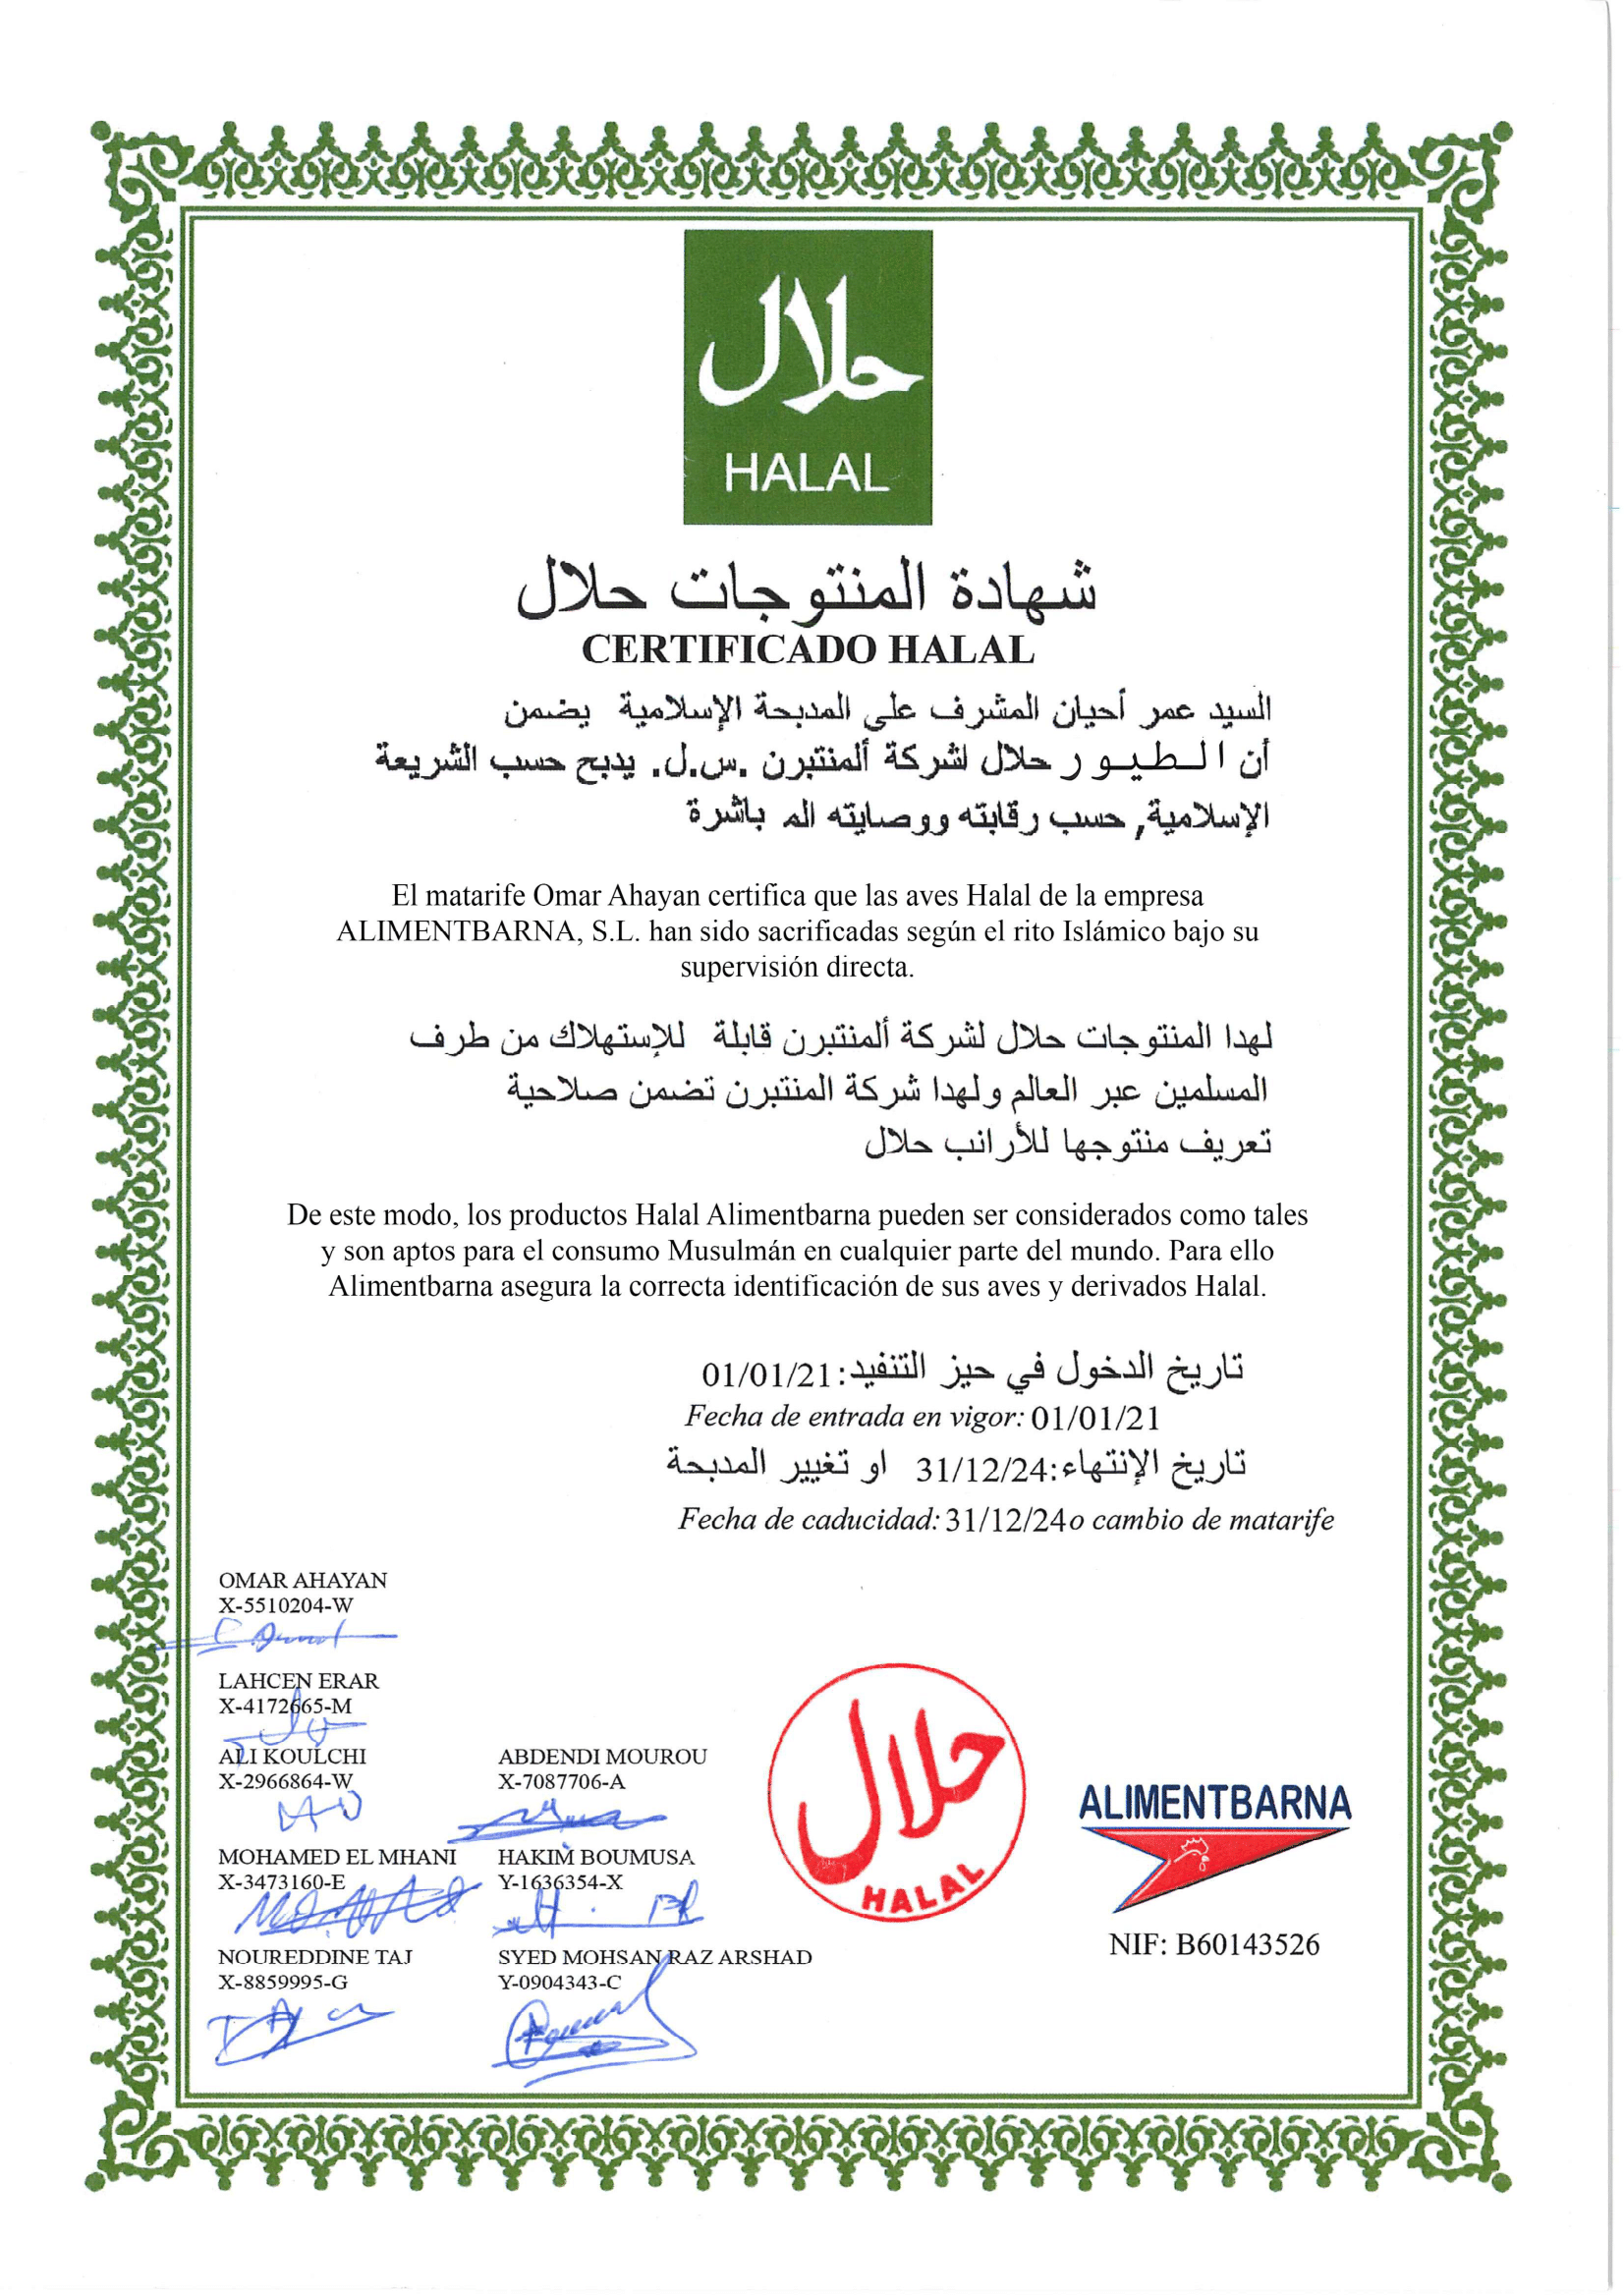 حلال
HALAL
شهادة المنتوجات حلال
CERTIFICADO HALAL
السيد عمر أحيان المشرف على المدبحة الإسلامية يضمن
أن الطيور حلال لشركة ألمنتبرن .س.ل. يدبح حسب الشريعة
الإسلامية, حسب رقابته ووصايته الم باشرة
El matarife Omar Ahayan certifica que las aves Halal de la empresa
ALIMENTBARNA, S.L. han sido sacrificadas según el rito Islámico bajo su
supervisión directa.
لهدا المنتوجات حلال لشركة ألمنتبرن قابلة للإستهلاك من طرف
المسلمين عبر العالم ولهدا شركة المنتبرن تضمن صلاحية
تعريف منتوجها للأرانب حلال
De este modo, los productos Halal Alimentbarna pueden ser considerados como tales
y son aptos para el consumo Musulmán en cualquier parte del mundo. Para ello
Alimentbarna asegura la correcta identificación de sus aves y derivados Halal.
تاريخ الدخول في حيز التنفيد:01/01/21
Fecha de entrada en vigor: 01/01/21
تاريخ الإنتهاء:31/12/24 او تغيير المدبحة
Fecha de caducidad: 31/12/24 o cambio de matarife
OMAR AHAYAN
X-5510204-W
LAHCEN ERAR
X-4172665-M
ALI KOULCHI
X-2966864-W
ABDENDI MOUROU
X-7087706-A
MOHAMED EL MHANI
X-3473160-E
HAKIM BOUMUSA
Y-1636354-X
NOUREDDINE TAJ
X-8859995-G
SYED MOHSAN RAZ ARSHAD
Y-0904343-C
حلال
HALAL
ALIMENTBARNA
NIF: B60143526